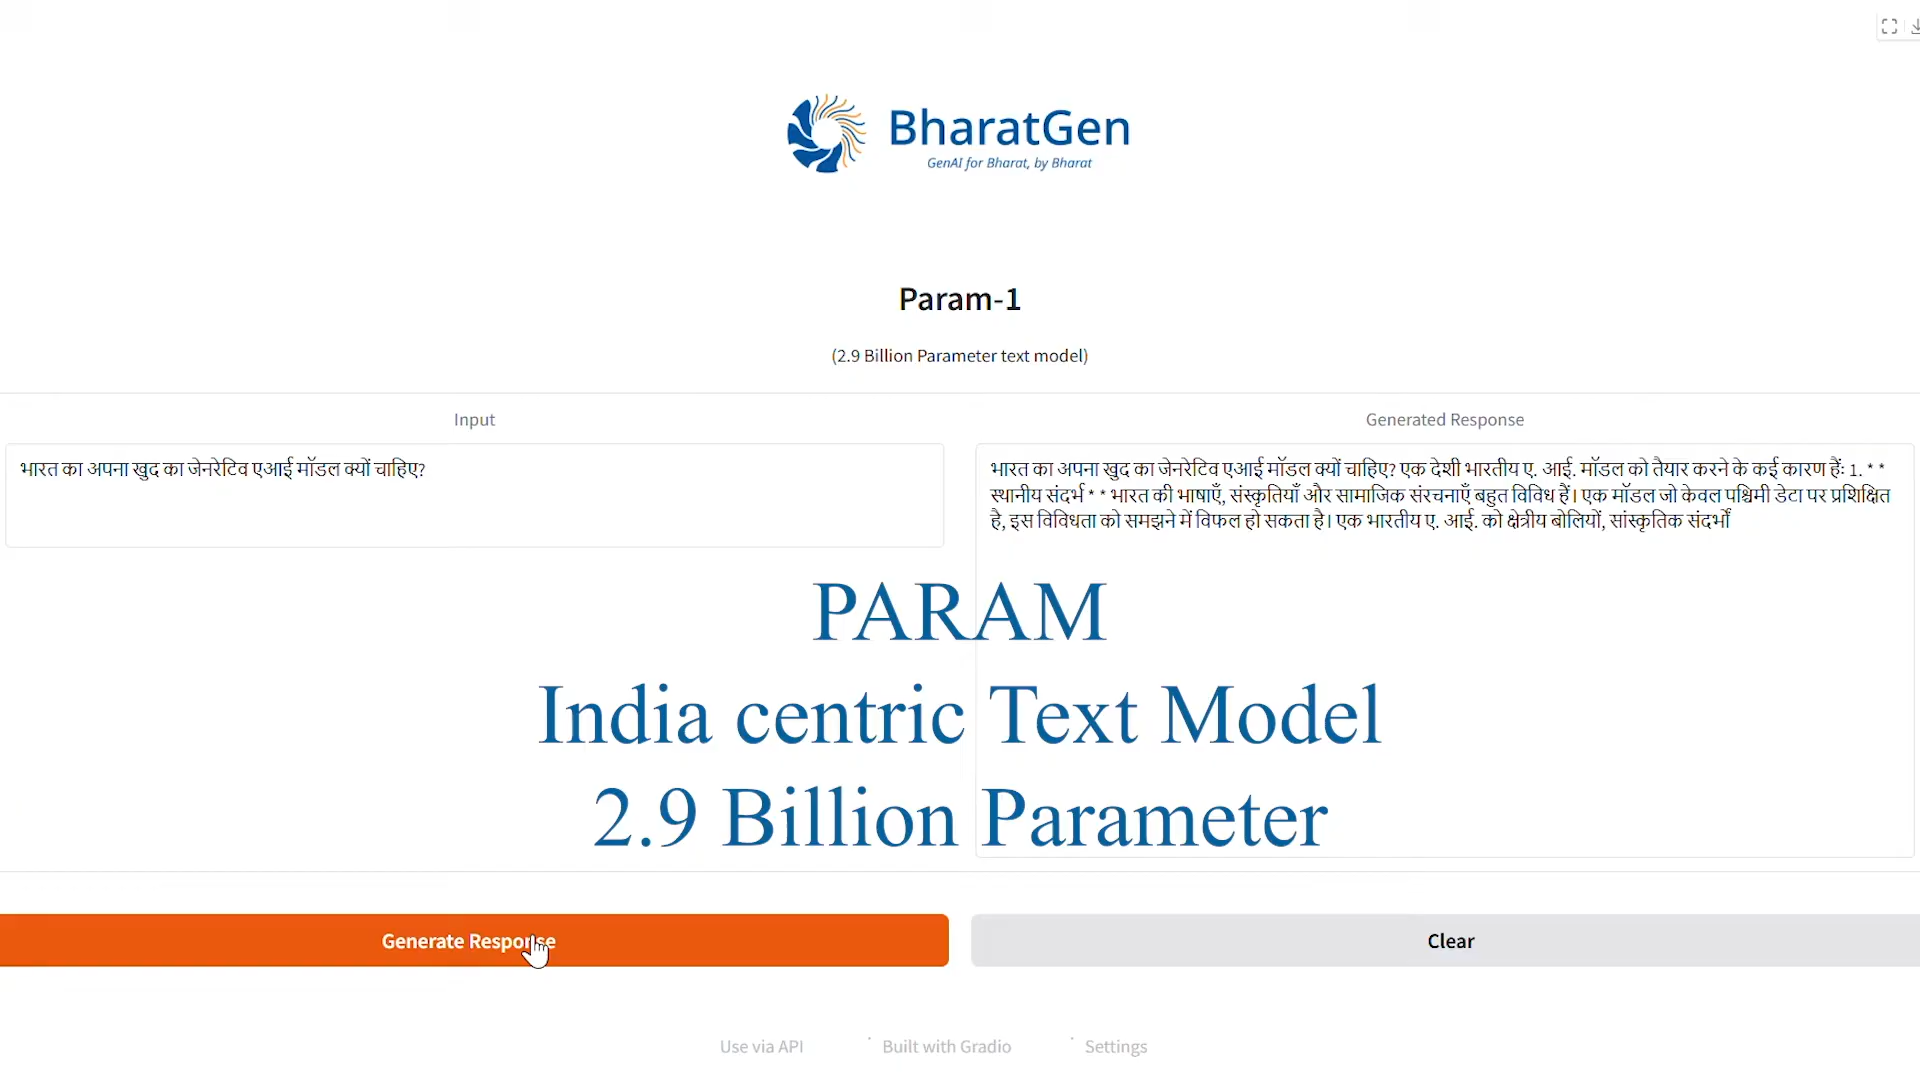 BharatGen
GenAI for Bharat, by Bharat
Param-1
(2.9 Billion Parameter text model)
Input
भारत का अपना खुद का जेनरेटिव एआई मॉडल क्यों चाहिए?
Generated Response
भारत का अपना खुद का जेनरेटिव एआई मॉडल क्यों चाहिए? एक देशी भारतीय ए. आई. मॉडल को तैयार करने के कई कारण हैंः 1. * *
स्थानीय संदर्भ * * भारत की भाषाएँ, संस्कृतियाँ और सामाजिक संरचनाएँ बहुत विविध हैं। एक मॉडल जो केवल पश्चिमी डेटा पर प्रशिक्षित
है, इस विविधता को समझने में विफल हो सकता है। एक भारतीय ए. आई. को क्षेत्रीय बोलियों, सांस्कृतिक संदर्भों
PARAM
India centric Text Model
2.9 Billion Parameter
Generate Response
Clear
Use via API · Built with Gradio · Settings